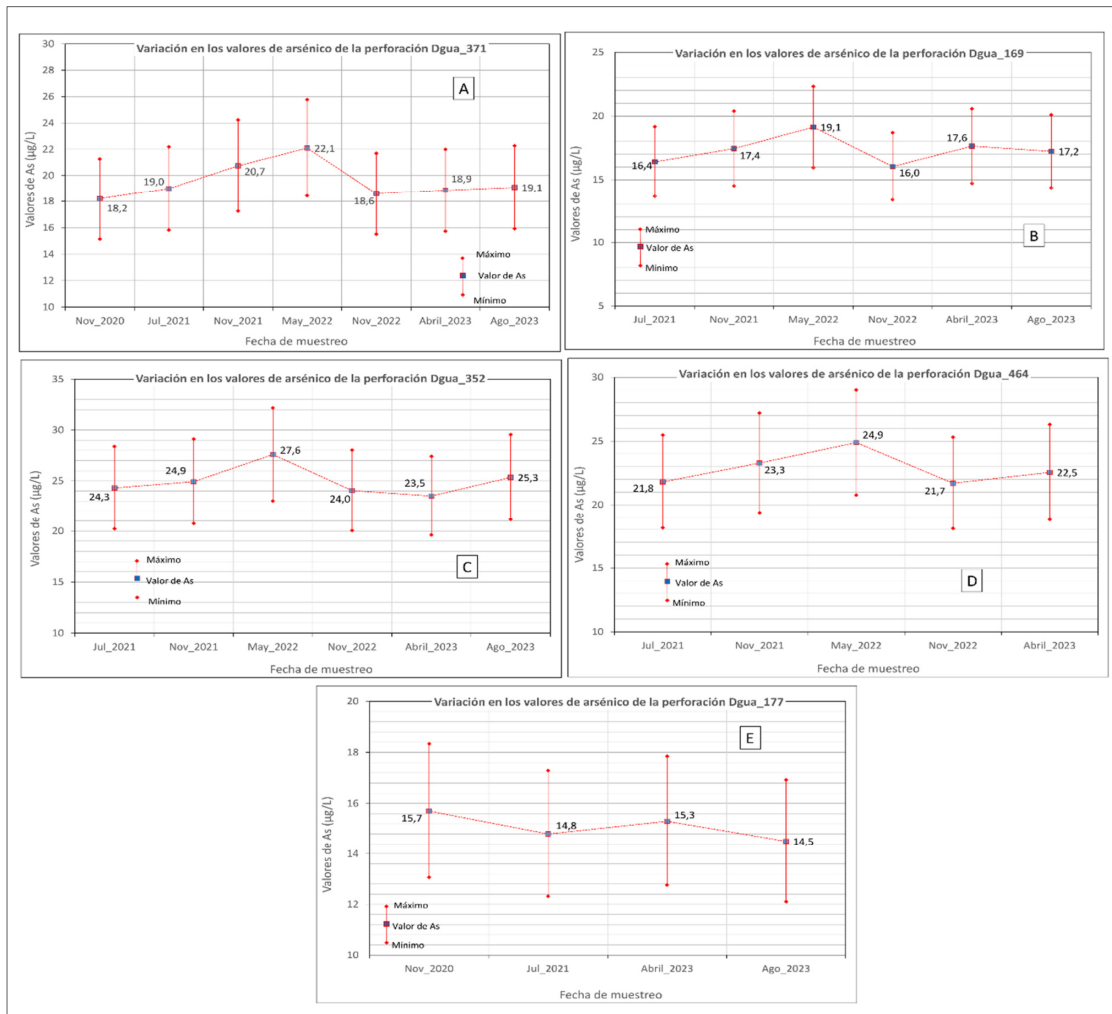 Variación en los valores de arsénico de la perforación Dgua_371
A
Valores de As (µg/L)
30
28
26
24
22
20
18
16
14
12
10
18,2
19,0
20,7
22,1
18,6
18,9
19,1
Máximo
Valor de As
Mínimo
Nov_2020 Jul_2021 Nov_2021 May_2022 Nov_2022 Abril_2023 Ago_2023
Fecha de muestreo
Variación en los valores de arsénico de la perforación Dgua_169
B
Valores de As (µg/L)
25
20
15
10
5
16,4
17,4
19,1
16,0
17,6
17,2
Máximo
Valor de As
Mínimo
Jul_2021 Nov_2021 May_2022 Nov_2022 Abril_2023 Ago_2023
Fecha de muestreo
Variación en los valores de arsénico de la perforación Dgua_352
C
Valores de As (µg/L)
35
30
25
20
15
10
24,3
24,9
27,6
24,0
23,5
25,3
Máximo
Valor de As
Mínimo
Jul_2021 Nov_2021 May_2022 Nov_2022 Abril_2023 Ago_2023
Fecha de muestreo
Variación en los valores de arsénico de la perforación Dgua_464
D
Valores de As (µg/L)
30
25
20
15
10
21,8
23,3
24,9
21,7
22,5
Máximo
Valor de As
Mínimo
Jul_2021 Nov_2021 May_2022 Nov_2022 Abril_2023
Fecha de muestreo
Variación en los valores de arsénico de la perforación Dgua_177
E
Valores de As (µg/L)
20
18
16
14
12
10
15,7
14,8
15,3
14,5
Máximo
Valor de As
Mínimo
Nov_2020 Jul_2021 Abril_2023 Ago_2023
Fecha de muestreo